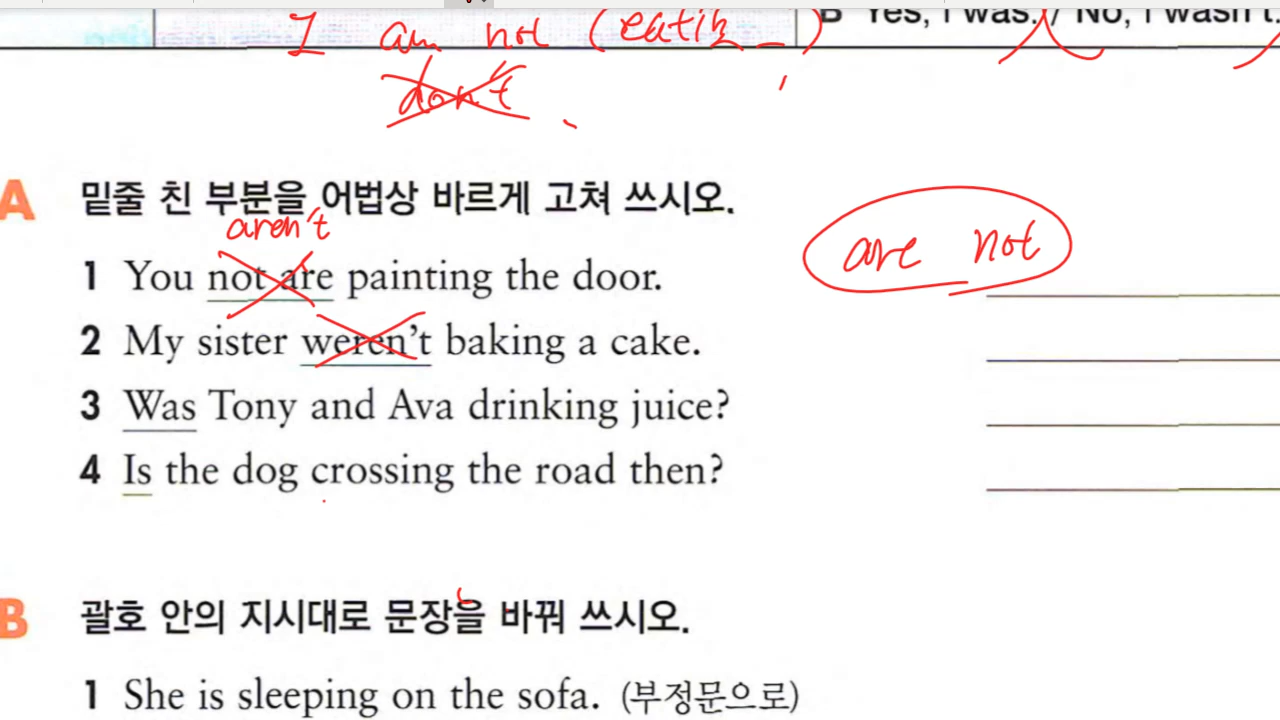 B Yes, I was. / No, I wasn't.
I am not (eatin
don't
A 밑줄 친 부분을 어법상 바르게 고쳐 쓰시오.
aren't
are not
1 You not are painting the door.
2 My sister weren't baking a cake.
3 Was Tony and Ava drinking juice?
4 Is the dog crossing the road then?
B 괄호 안의 지시대로 문장을 바꿔 쓰시오.
1 She is sleeping on the sofa. (부정문으로)